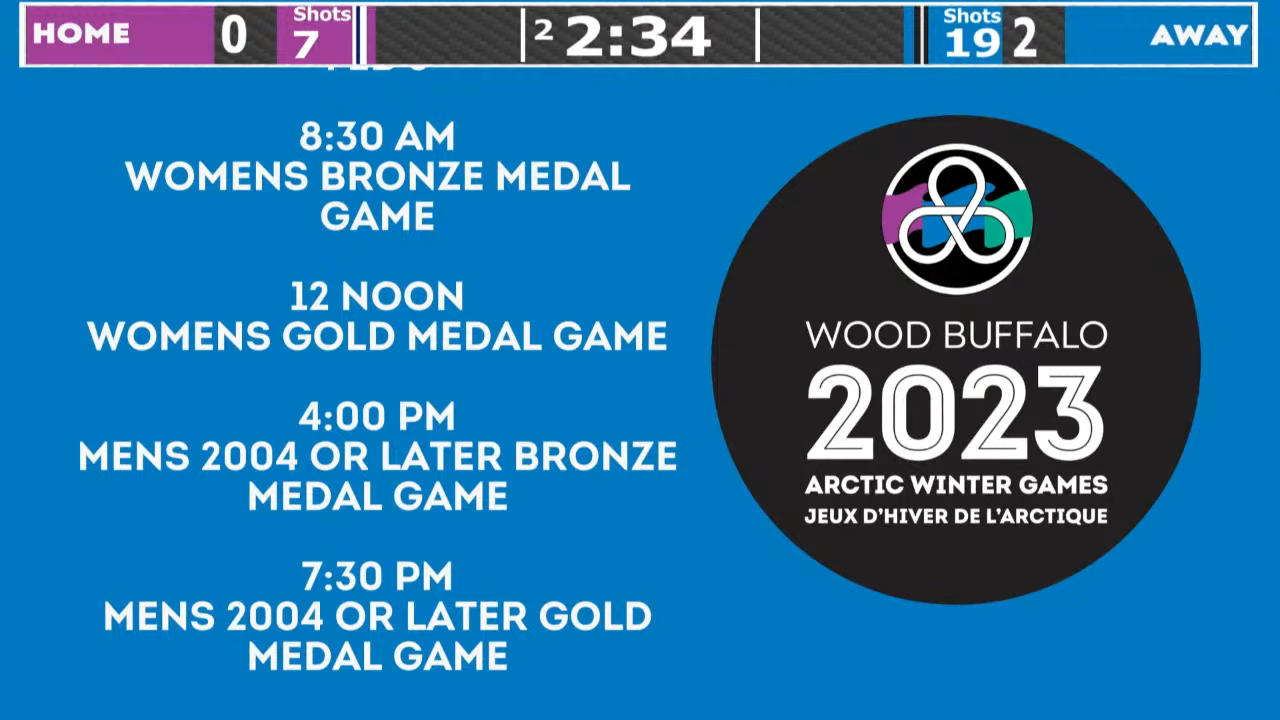 HOME 0 Shots 7 2 2:34 Shots 19 2 AWAY
8:30 AM
WOMENS BRONZE MEDAL
GAME
12 NOON
WOMENS GOLD MEDAL GAME
4:00 PM
MENS 2004 OR LATER BRONZE
MEDAL GAME
7:30 PM
MENS 2004 OR LATER GOLD
MEDAL GAME
WOOD BUFFALO
2023
ARCTIC WINTER GAMES
JEUX D'HIVER DE L'ARCTIQUE